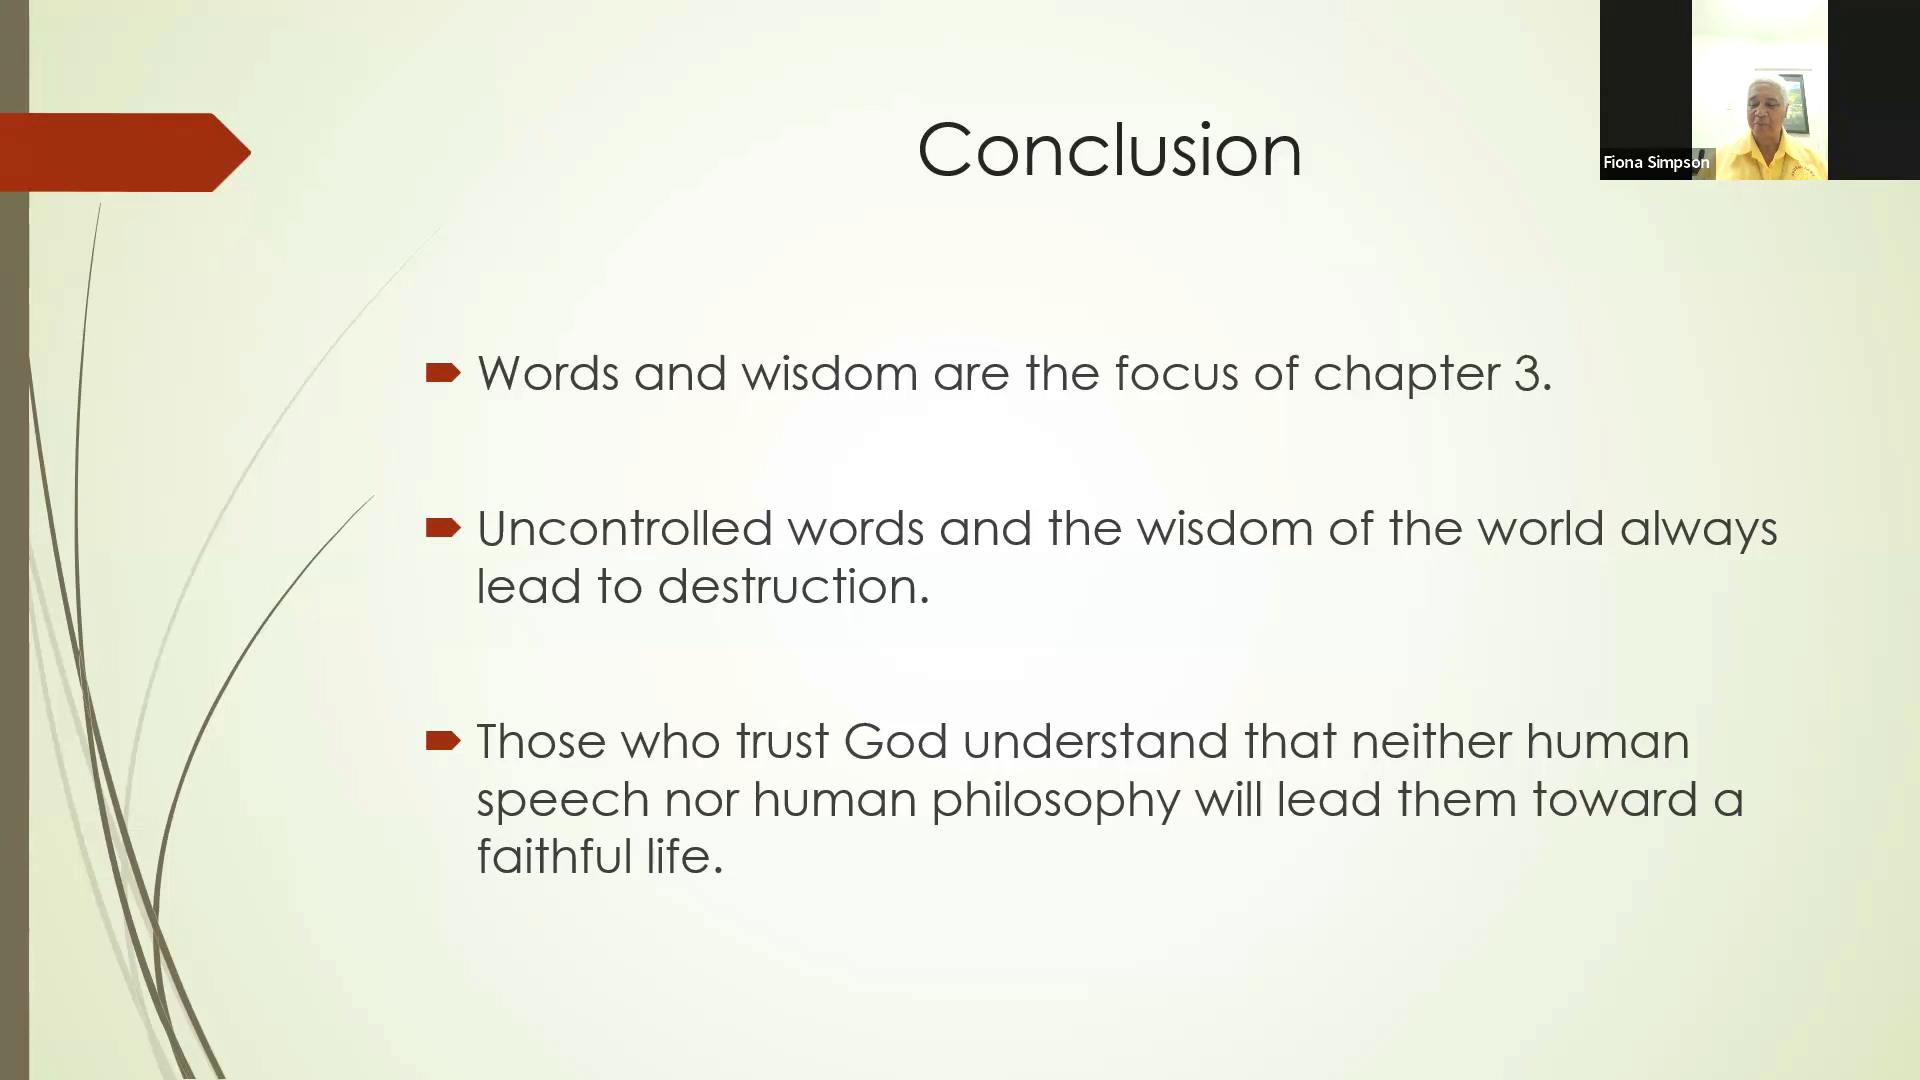 Conclusion
Fiona Simpson
Words and wisdom are the focus of chapter 3.
Uncontrolled words and the wisdom of the world always
lead to destruction.
Those who trust God understand that neither human
speech nor human philosophy will lead them toward a
faithful life.